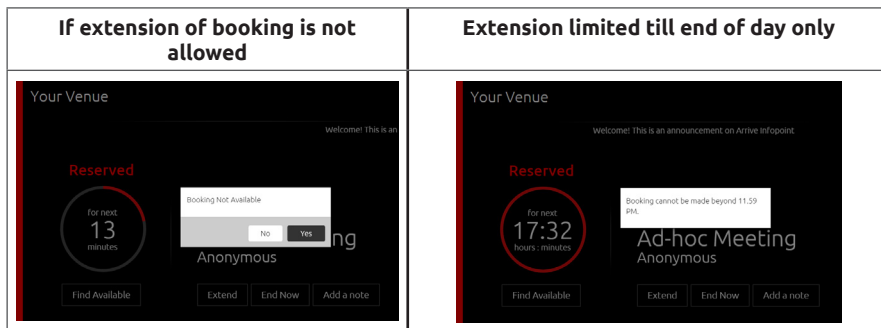 If extension of booking is not
allowed
Extension limited till end of day only
Your Venue
Welcome! This is an
Reserved
for next
13
minutes
Booking Not Available
No Yes
ng
Anonymous
Find Available Extend End Now Add a note
Your Venue
Welcome! This is an announcement on Arrive Infopoint
Reserved
for next
17:32
hours : minutes
Booking cannot be made beyond 11.59
PM.
Ad-hoc Meeting
Anonymous
Find Available Extend End Now Add a note